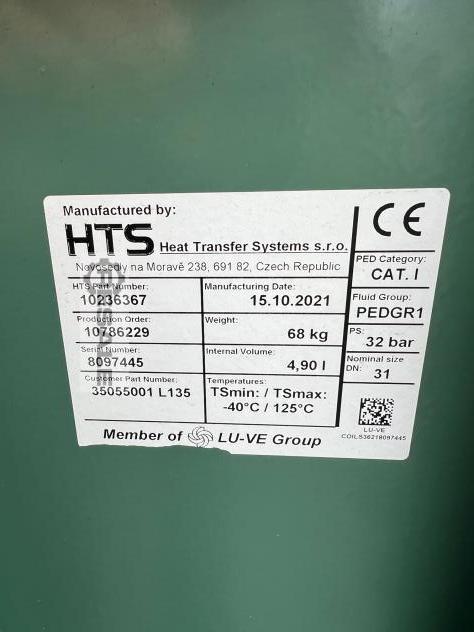 Manufactured by:
HTS Heat Transfer Systems s.r.o.
Novosedly na Moravě 238, 691 82, Czech Republic
HTS Part Number:
10236367
Manufacturing Date:
15.10.2021
Production Order:
10786229
Weight:
68 kg
Serial Number:
8097445
Internal Volume:
4,90 l
Customer Part Number:
35055001 L135
Temperatures:
TSmin: / TSmax:
-40°C / 125°C
CE
PED Category:
CAT. I
Fluid Group:
PEDGR1
PS:
32 bar
Nominal size
DN: 31
LU-VE
COILS36218097445
Member of LU-VE Group